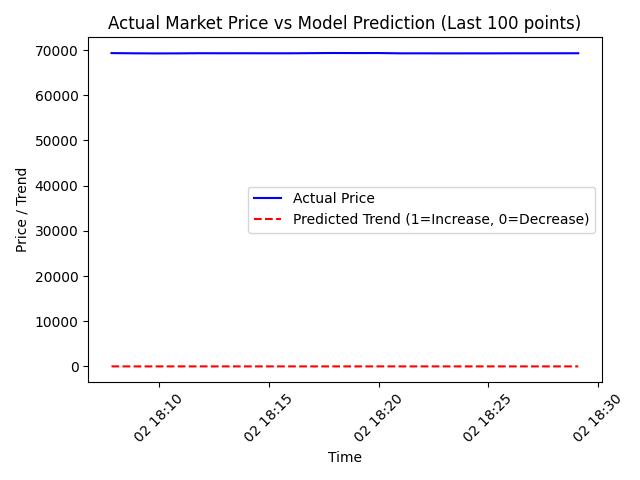 Actual Market Price vs Model Prediction (Last 100 points)
70000
60000
50000
40000
30000
20000
10000
0
Price / Trend
Actual Price
Predicted Trend (1=Increase, 0=Decrease)
02 18:10
02 18:15
02 18:20
02 18:25
02 18:30
Time